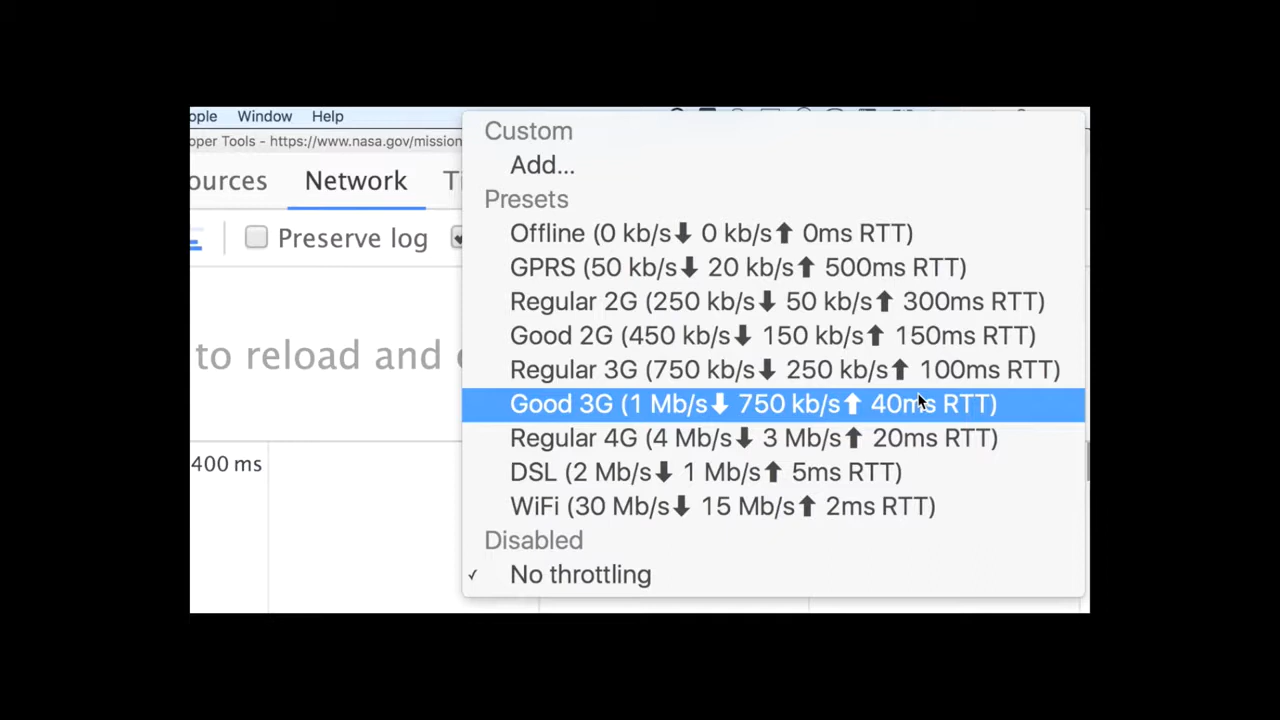 ople Window Help
oper Tools - https://www.nasa.gov/mission
ources Network
Preserve log
to reload and
400 ms
Custom
Add...
Presets
Offline (0 kb/s⬇ 0 kb/s⬆ 0ms RTT)
GPRS (50 kb/s⬇ 20 kb/s⬆ 500ms RTT)
Regular 2G (250 kb/s⬇ 50 kb/s⬆ 300ms RTT)
Good 2G (450 kb/s⬇ 150 kb/s⬆ 150ms RTT)
Regular 3G (750 kb/s⬇ 250 kb/s⬆ 100ms RTT)
Good 3G (1 Mb/s⬇ 750 kb/s⬆ 40ms RTT)
Regular 4G (4 Mb/s⬇ 3 Mb/s⬆ 20ms RTT)
DSL (2 Mb/s⬇ 1 Mb/s⬆ 5ms RTT)
WiFi (30 Mb/s⬇ 15 Mb/s⬆ 2ms RTT)
Disabled
✓ No throttling